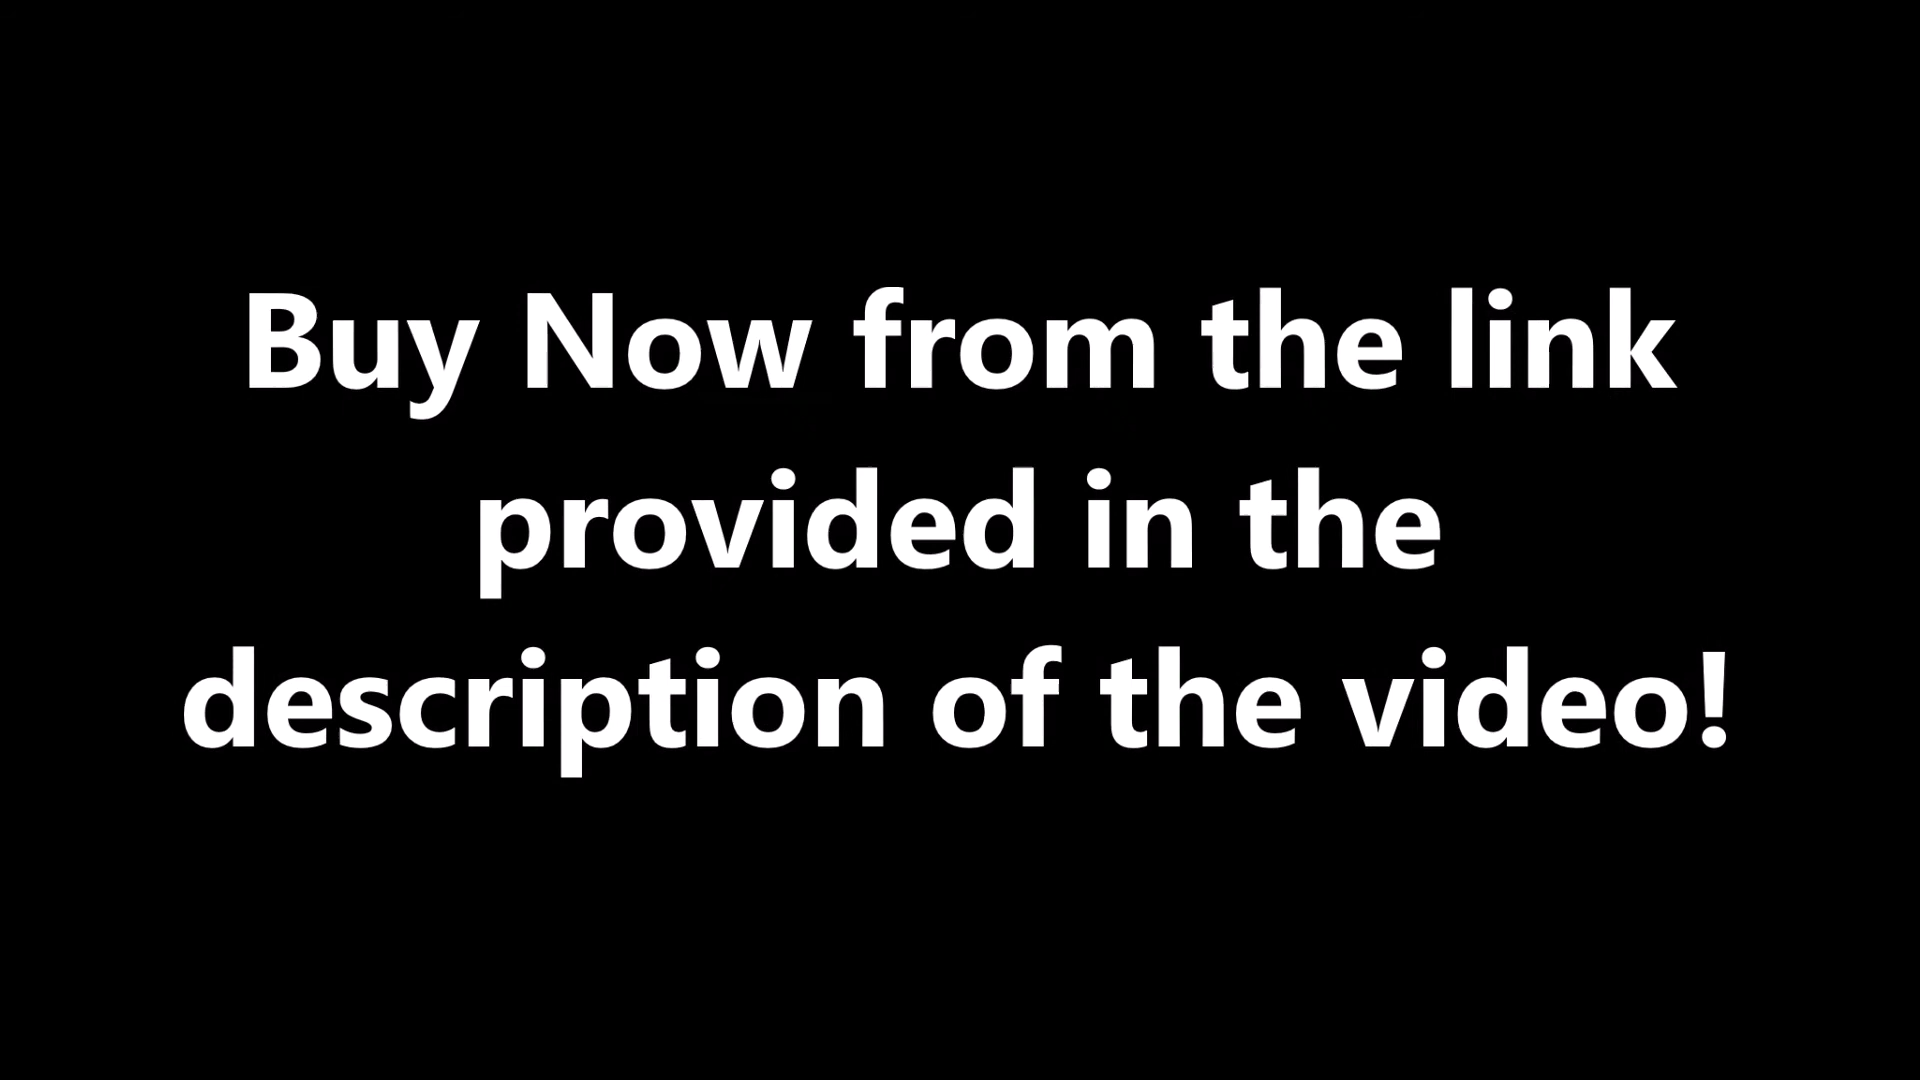 Buy Now from the link
provided in the
description of the video!